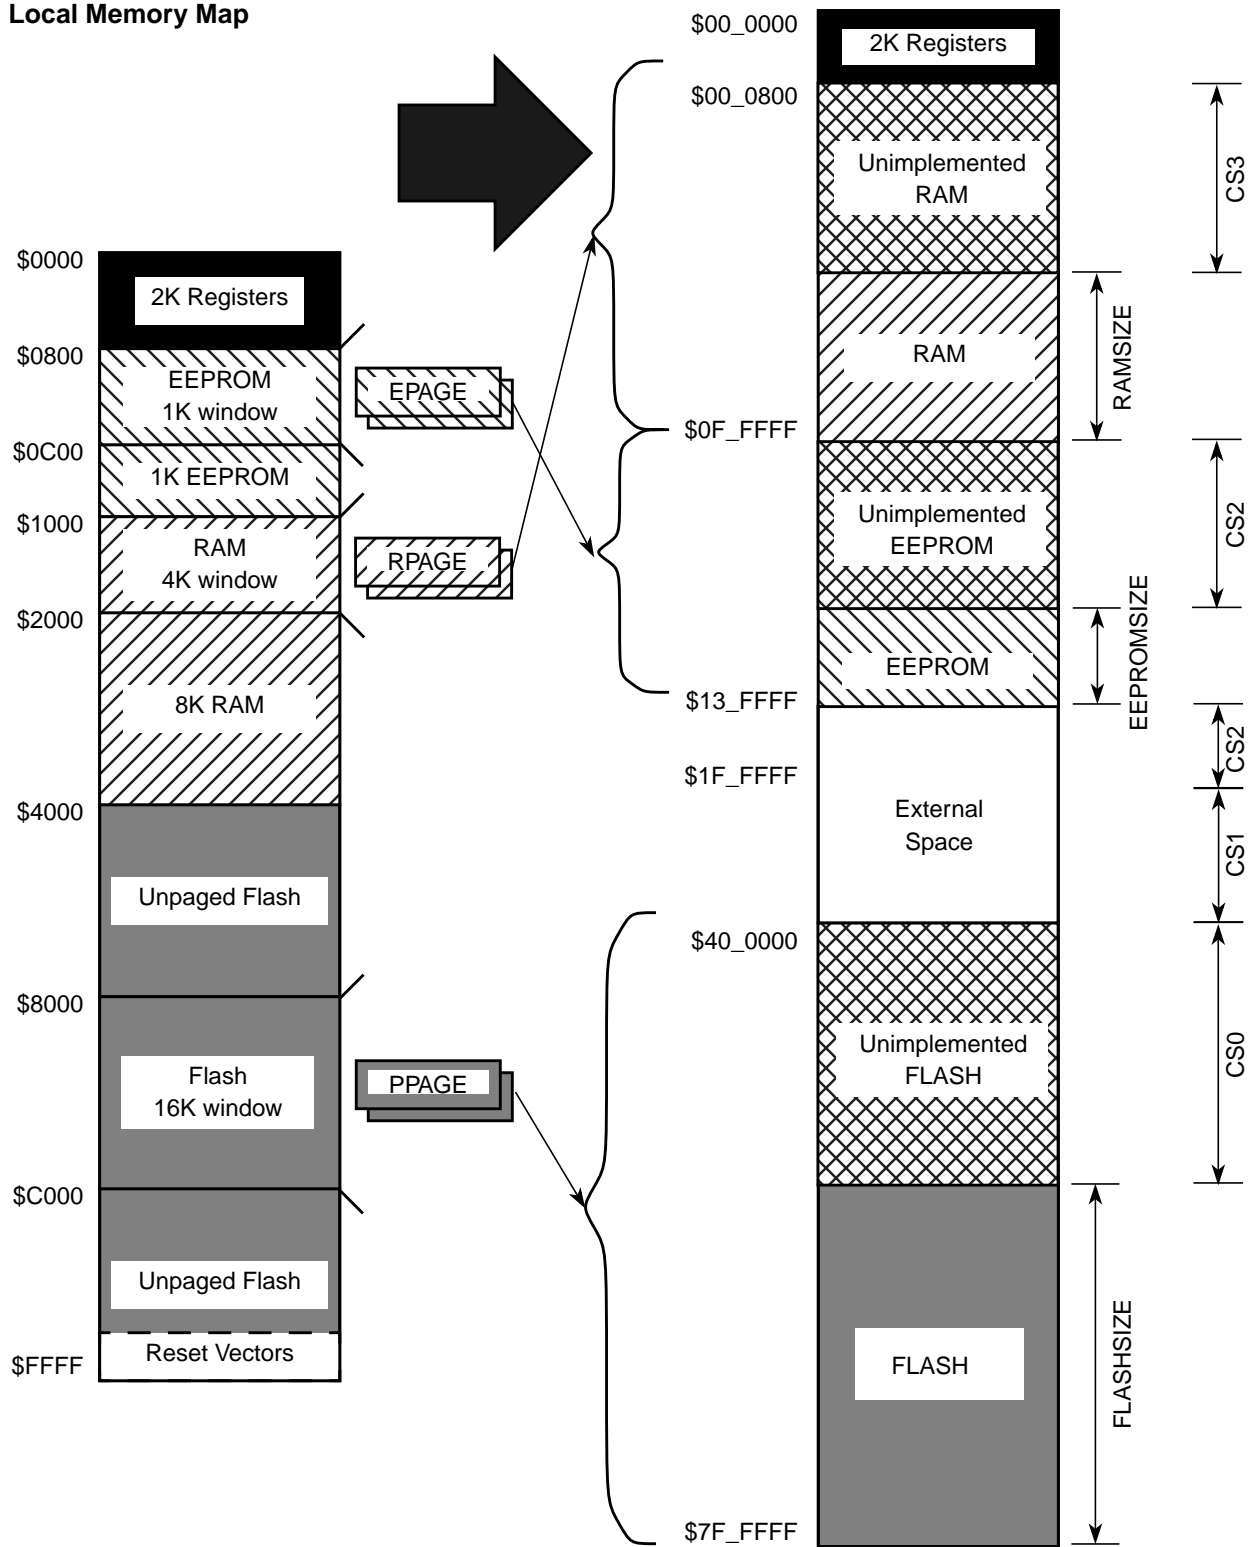 Local Memory Map
$0000
2K Registers
$0800
EEPROM
1K window
$0C00
1K EEPROM
$1000
RAM
4K window
$2000
8K RAM
$4000
Unpaged Flash
$8000
Flash
16K window
$C000
Unpaged Flash
Reset Vectors
$FFFF
EPAGE
RPAGE
PPAGE
$00_0000
2K Registers
$00_0800
Unimplemented
RAM
CS3
RAM
RAMSIZE
$0F_FFFF
Unimplemented
EEPROM
CS2
EEPROM
EEPROMSIZE
$13_FFFF
CS2
$1F_FFFF
External
Space
CS1
$40_0000
Unimplemented
FLASH
CS0
FLASH
FLASHSIZE
$7F_FFFF